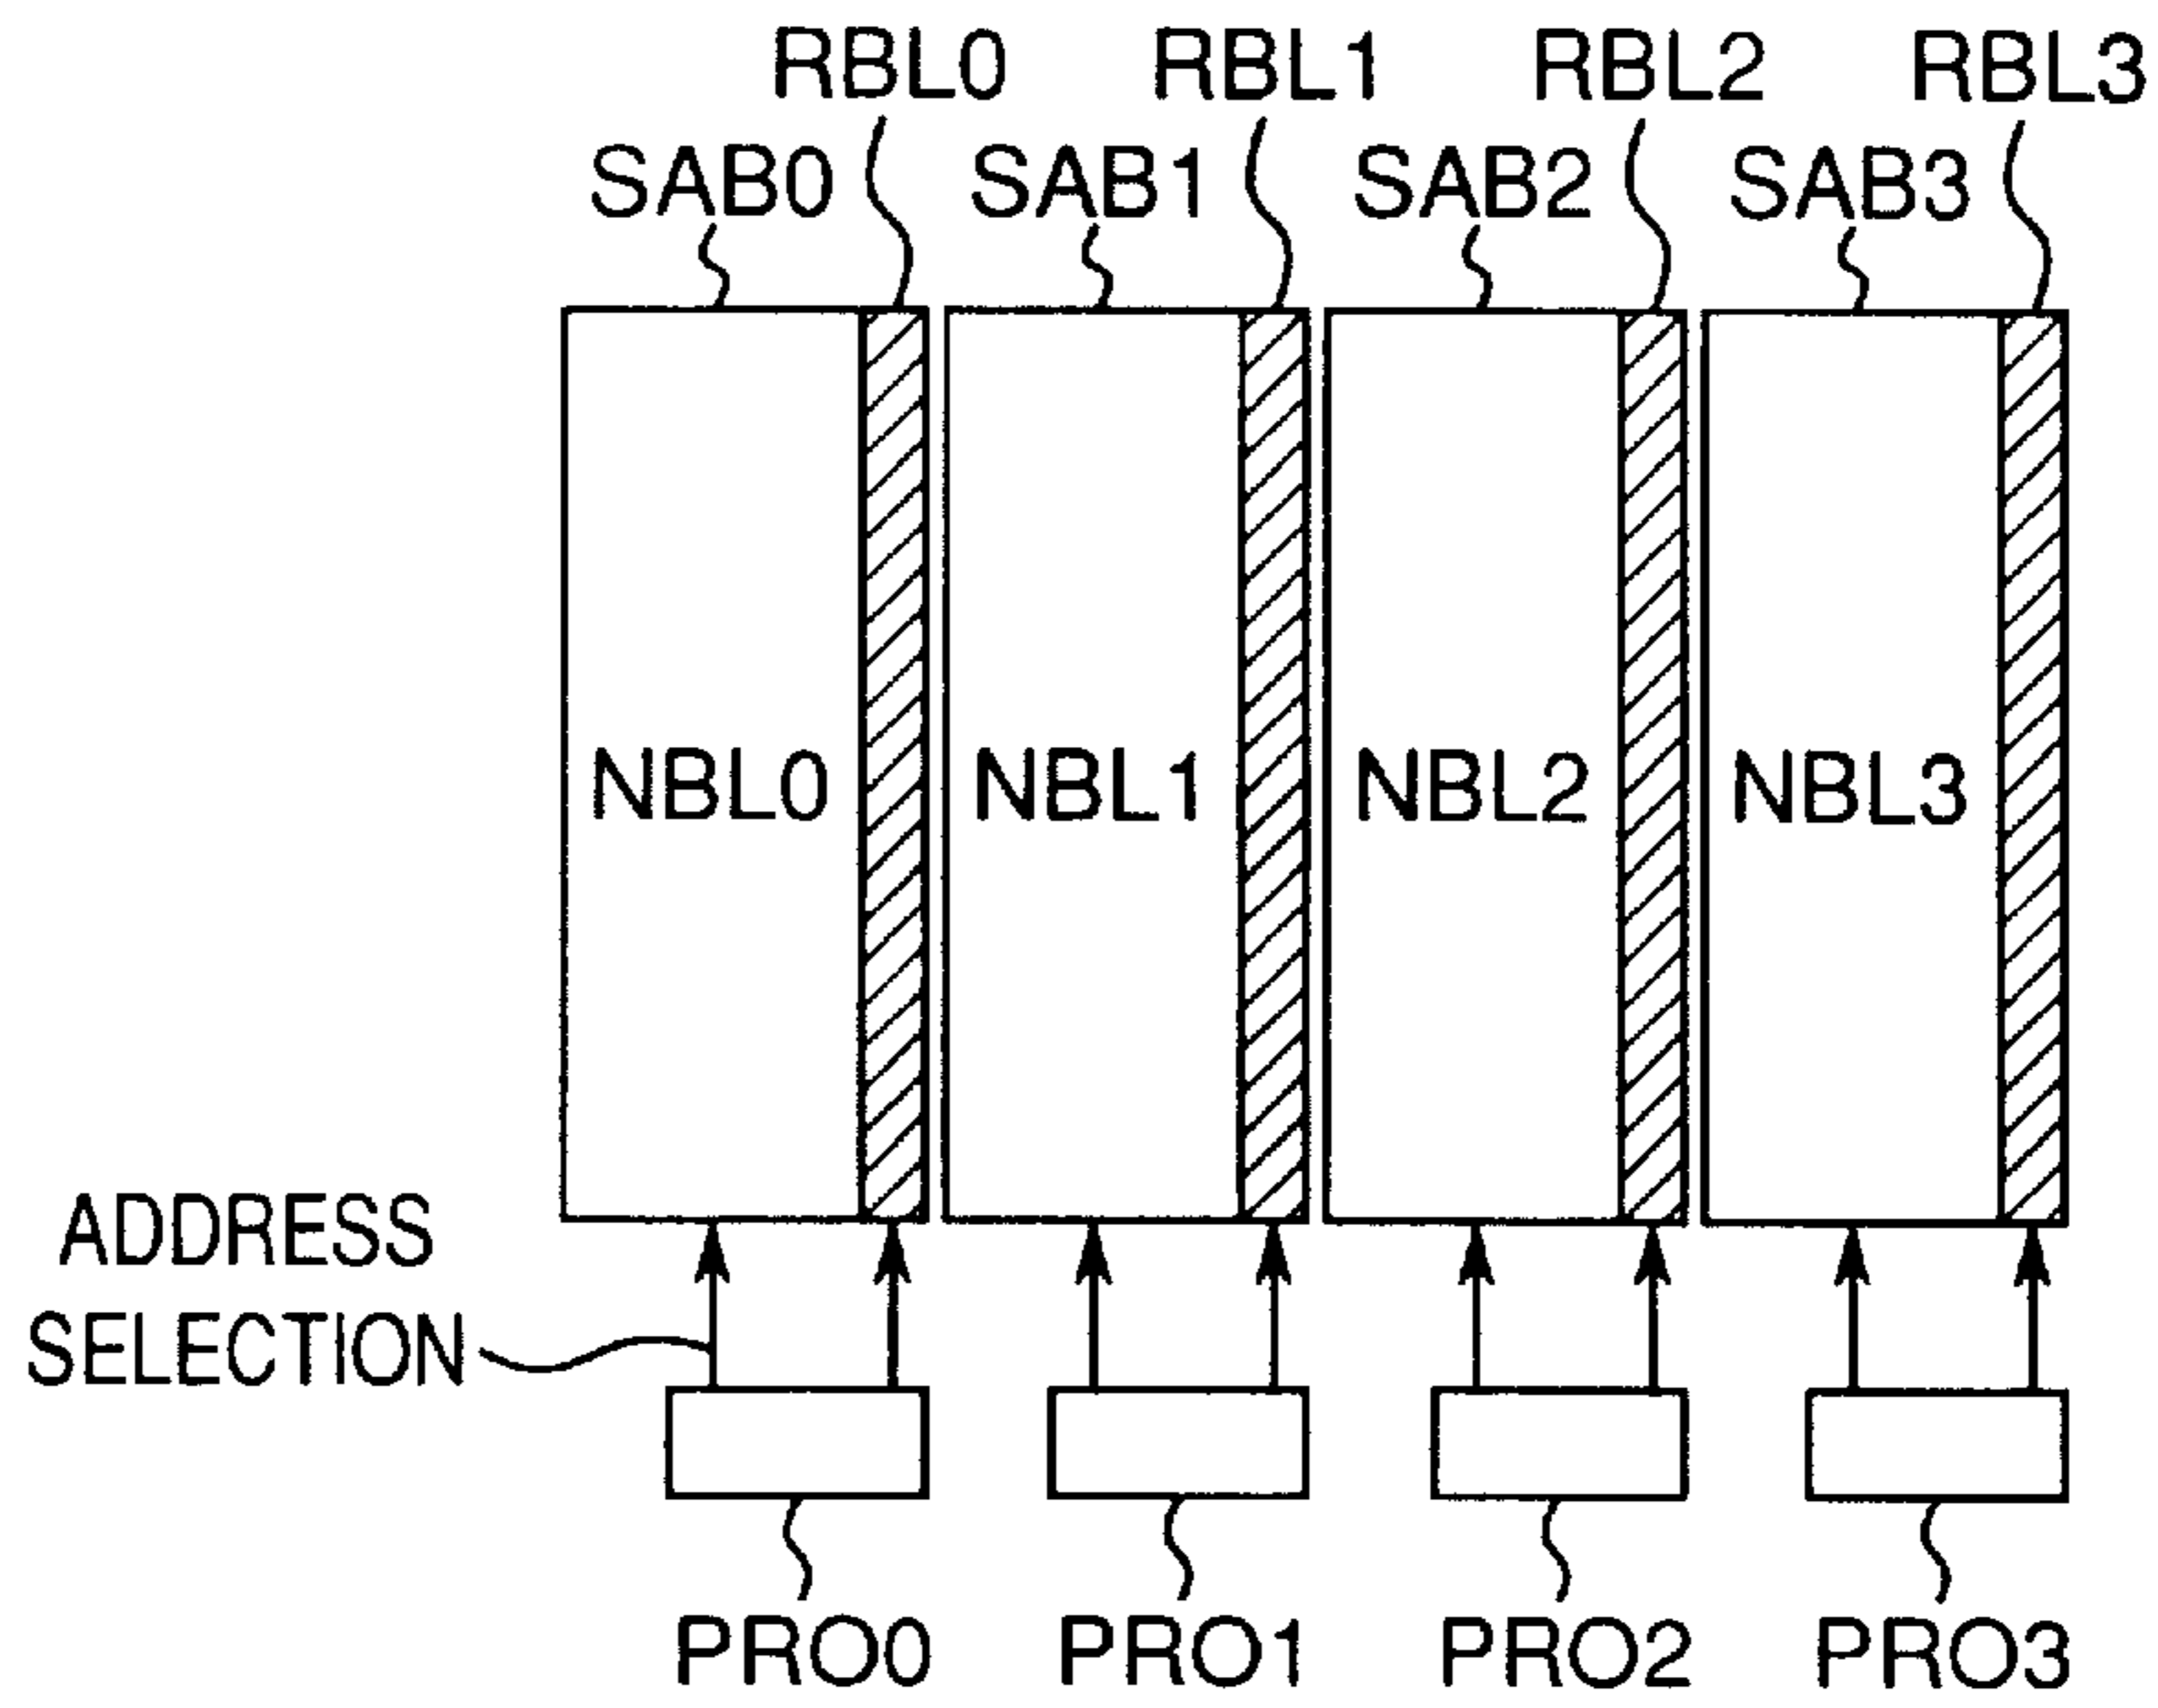 RBL0 RBL1 RBL2 RBL3
SAB0 SAB1 SAB2 SAB3
NBL0 NBL1 NBL2 NBL3
ADDRESS
SELECTION
PRO0 PRO1 PRO2 PRO3